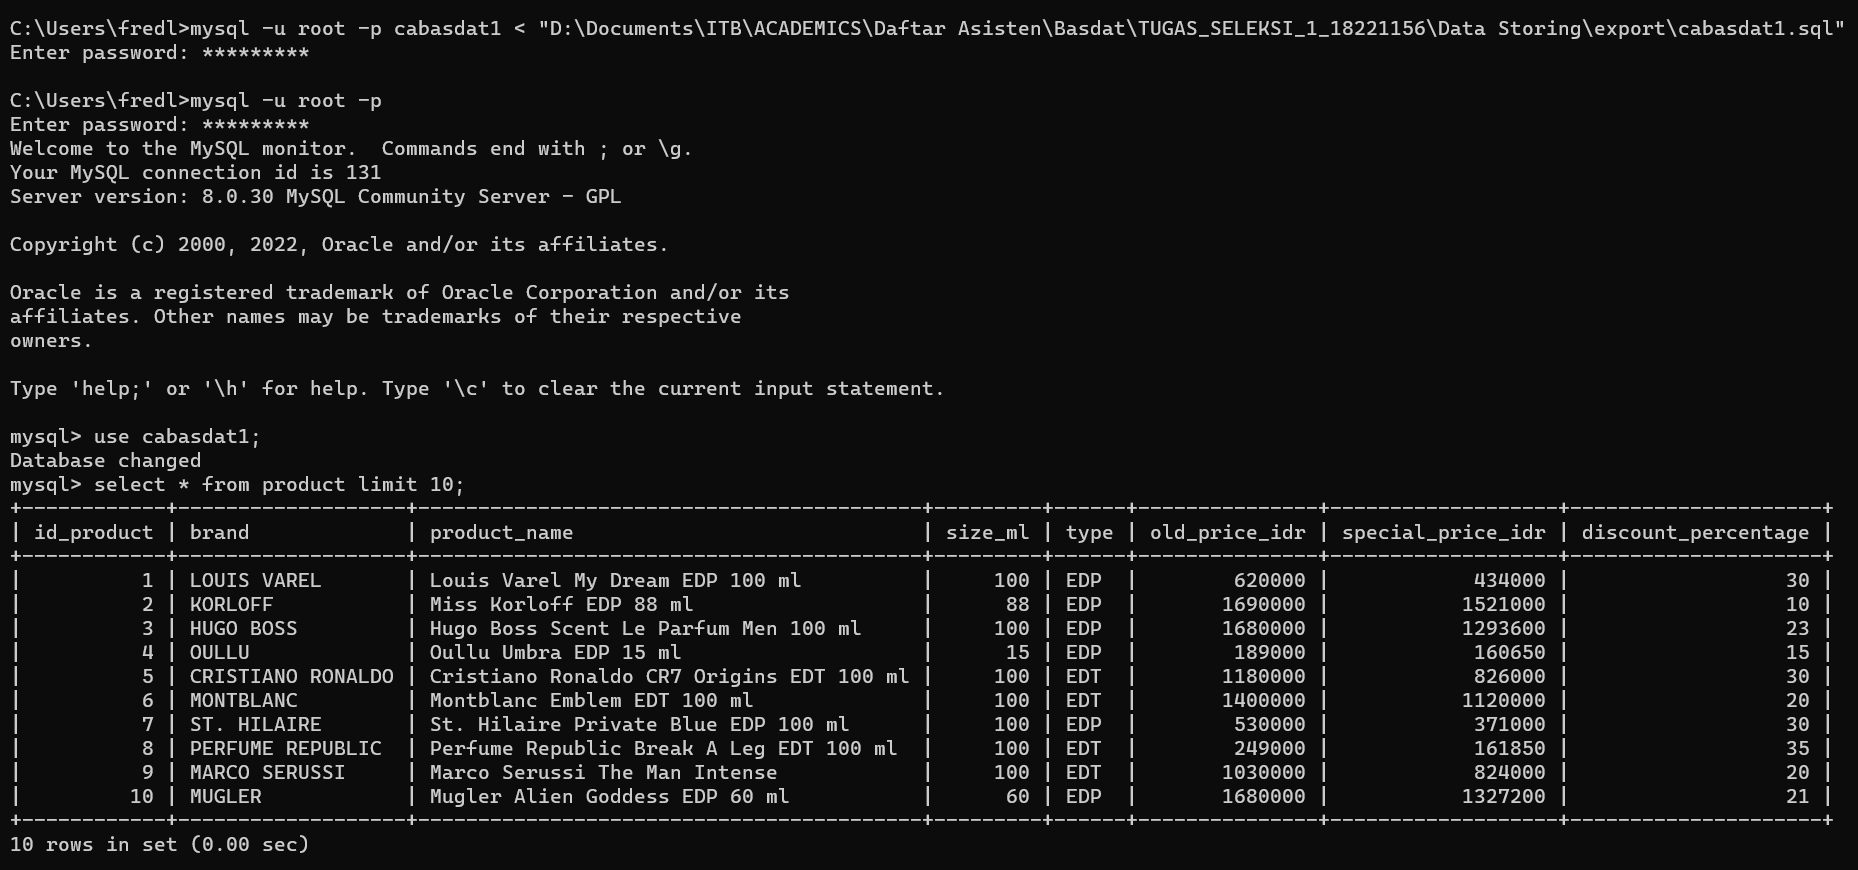 C:\Users\fredl>mysql -u root -p cabasdat1 < "D:\Documents\ITB\ACADEMICS\Daftar Asisten\Basdat\TUGAS_SELEKSI_1_18221156\Data Storing\export\cabasdat1.sql"
Enter password: *********

C:\Users\fredl>mysql -u root -p
Enter password: *********
Welcome to the MySQL monitor.  Commands end with ; or \g.
Your MySQL connection id is 131
Server version: 8.0.30 MySQL Community Server - GPL

Copyright (c) 2000, 2022, Oracle and/or its affiliates.

Oracle is a registered trademark of Oracle Corporation and/or its
affiliates. Other names may be trademarks of their respective
owners.

Type 'help;' or '\h' for help. Type '\c' to clear the current input statement.

mysql> use cabasdat1;
Database changed
mysql> select * from product limit 10;
+------------+-------------------+------------------------------------------+---------+------+---------------+-------------------+---------------------+
| id_product | brand             | product_name                             | size_ml | type | old_price_idr | special_price_idr | discount_percentage |
+------------+-------------------+------------------------------------------+---------+------+---------------+-------------------+---------------------+
|          1 | LOUIS VAREL       | Louis Varel My Dream EDP 100 ml          |     100 | EDP  |        620000 |            434000 |                  30 |
|          2 | KORLOFF           | Miss Korloff EDP 88 ml                   |      88 | EDP  |       1690000 |           1521000 |                  10 |
|          3 | HUGO BOSS         | Hugo Boss Scent Le Parfum Men 100 ml     |     100 | EDP  |       1680000 |           1293600 |                  23 |
|          4 | OULLU             | Oullu Umbra EDP 15 ml                    |      15 | EDP  |        189000 |            160650 |                  15 |
|          5 | CRISTIANO RONALDO | Cristiano Ronaldo CR7 Origins EDT 100 ml |     100 | EDT  |       1180000 |            826000 |                  30 |
|          6 | MONTBLANC         | Montblanc Emblem EDT 100 ml              |     100 | EDT  |       1400000 |           1120000 |                  20 |
|          7 | ST. HILAIRE       | St. Hilaire Private Blue EDP 100 ml      |     100 | EDP  |        530000 |            371000 |                  30 |
|          8 | PERFUME REPUBLIC  | Perfume Republic Break A Leg EDT 100 ml  |     100 | EDT  |        249000 |            161850 |                  35 |
|          9 | MARCO SERUSSI     | Marco Serussi The Man Intense            |     100 | EDT  |       1030000 |            824000 |                  20 |
|         10 | MUGLER            | Mugler Alien Goddess EDP 60 ml           |      60 | EDP  |       1680000 |           1327200 |                  21 |
+------------+-------------------+------------------------------------------+---------+------+---------------+-------------------+---------------------+
10 rows in set (0.00 sec)